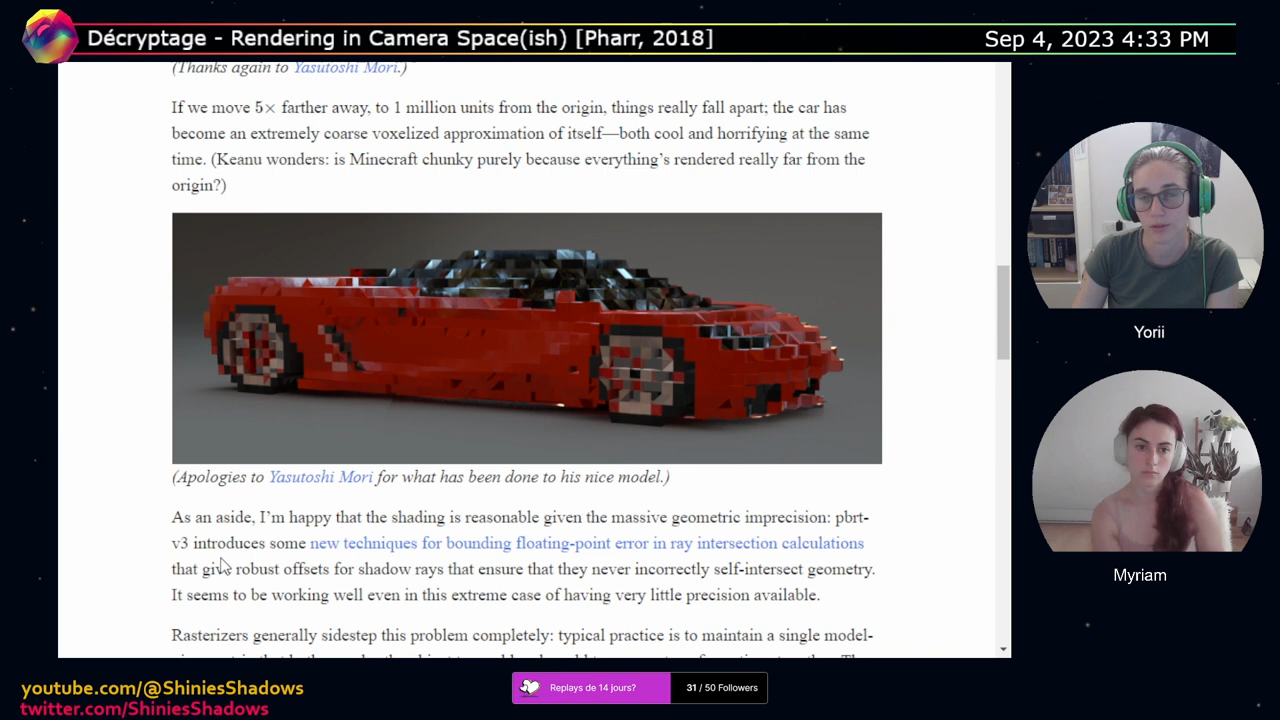 Décryptage - Rendering in Camera Space(ish) [Pharr, 2018]
Sep 4, 2023 4:33 PM
(Thanks again to Yasutoshi Mori.)
If we move 5× farther away, to 1 million units from the origin, things really fall apart; the car has
become an extremely coarse voxelized approximation of itself—both cool and horrifying at the same
time. (Keanu wonders: is Minecraft chunky purely because everything's rendered really far from the
origin?)
(Apologies to Yasutoshi Mori for what has been done to his nice model.)
As an aside, I'm happy that the shading is reasonable given the massive geometric imprecision: pbrt-
v3 introduces some new techniques for bounding floating-point error in ray intersection calculations
that give robust offsets for shadow rays that ensure that they never incorrectly self-intersect geometry.
It seems to be working well even in this extreme case of having very little precision available.
Rasterizers generally sidestep this problem completely: typical practice is to maintain a single model-
Yorii
Myriam
youtube.com/@ShiniesShadows
twitter.com/ShiniesShadows
Replays de 14 jours?
31 / 50 Followers